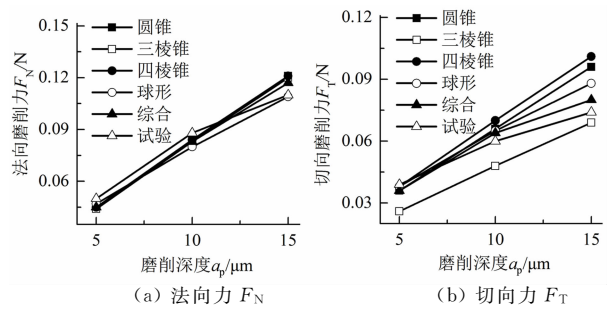 法向磨削力F_N/N
0.15
0.12
0.09
0.06
圆锥
三棱锥
四棱锥
球形
综合
试验
5
10
15
磨削深度a_p/μm
(a) 法向力 F_N
切向磨削力F_T/N
0.12
0.09
0.06
0.03
圆锥
三棱锥
四棱锥
球形
综合
试验
5
10
15
磨削深度a_p/μm
(b) 切向力 F_T